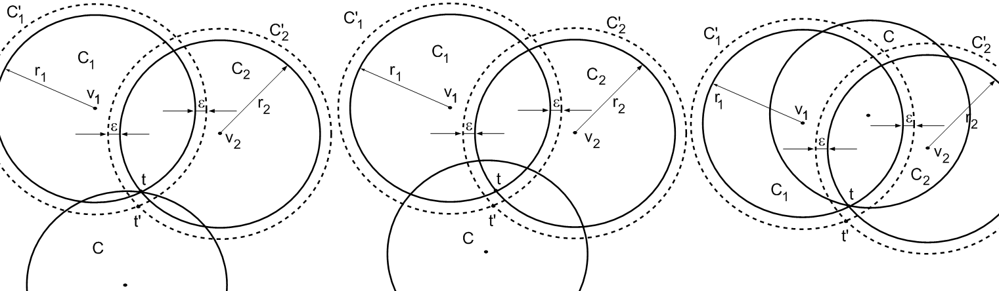 C'₁ C₁ r₁ v₁ ε ε C'₂ C₂ r₂ v₂ t t' C
C'₁ C₁ r₁ v₁ ε ε C'₂ C₂ r₂ v₂ t t' C
C'₁ r₁ v₁ C₁ ε ε C C'₂ r₂ v₂ C₂ t t'